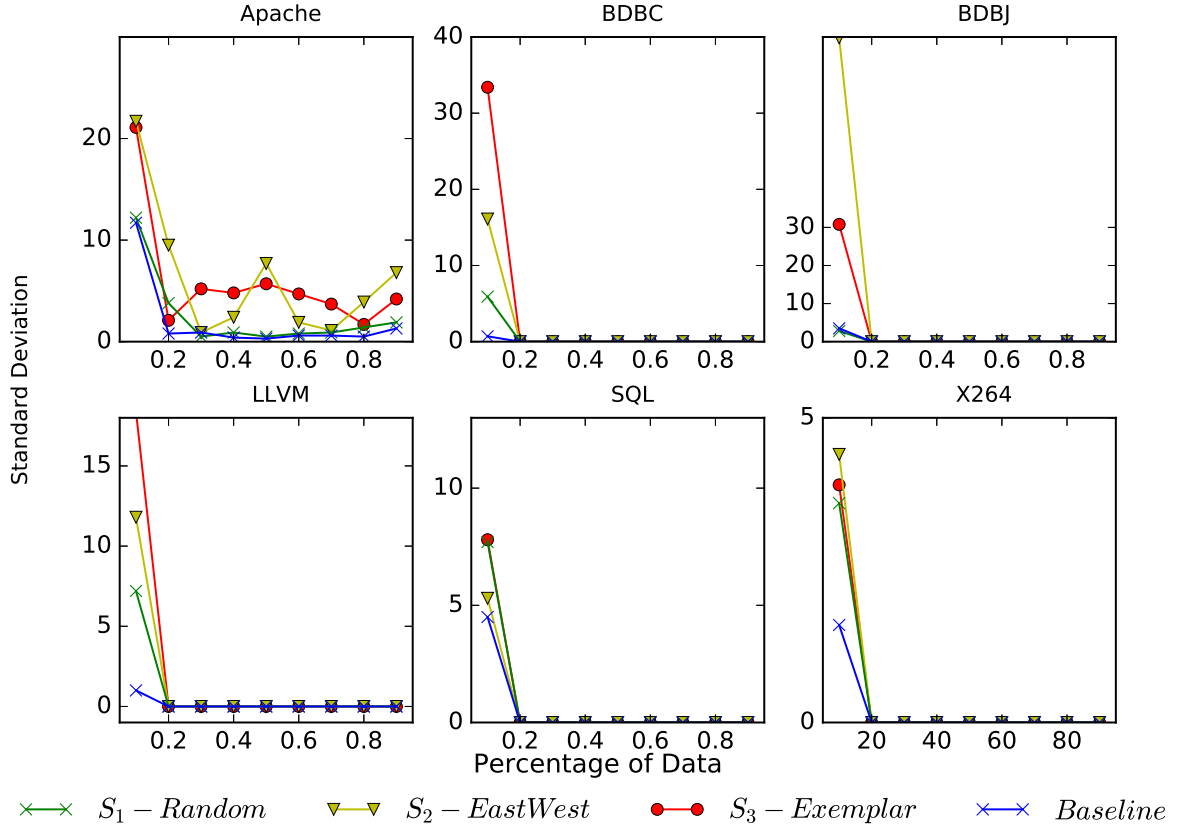 Apache BDBC BDBJ
20
10
0
0.2 0.4 0.6 0.8
40
30
20
10
0
0.2 0.4 0.6 0.8
30
20
10
0
0.2 0.4 0.6 0.8
Standard Deviation
LLVM SQL X264
15
10
5
0
0.2 0.4 0.6 0.8
10
5
0
0.2 0.4 0.6 0.8
5
0
20 40 60 80
Percentage of Data
S₁ − Random S₂ − EastWest S₃ − Exemplar Baseline